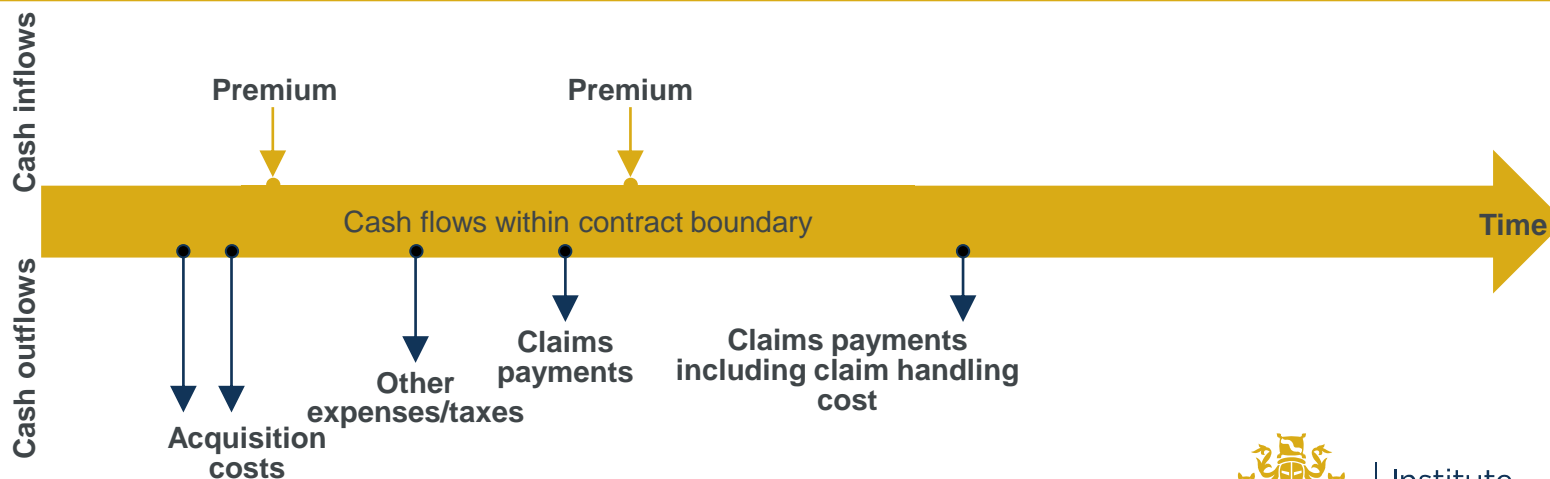 Cash inflows
Premium
Premium
Cash flows within contract boundary
Time
Cash outflows
Acquisition
costs
Other
expenses/taxes
Claims
payments
Claims payments
including claim handling
cost
Institute